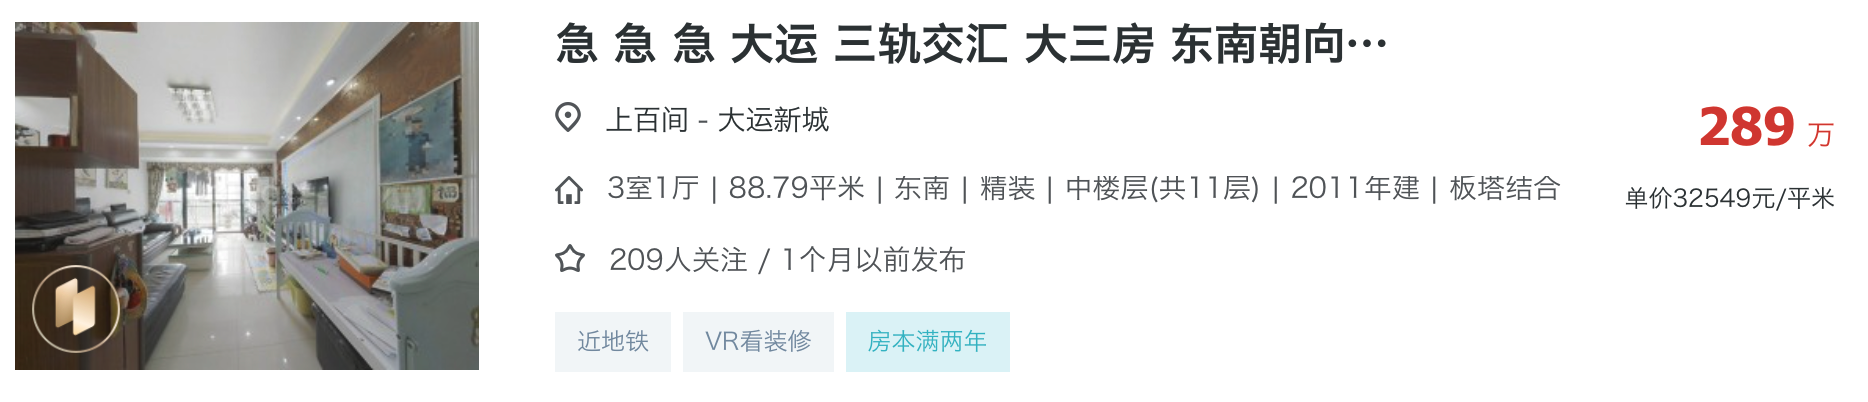 急 急 急 大运 三轨交汇 大三房 东南朝向…
上百间 - 大运新城
289 万
3室1厅 | 88.79平米 | 东南 | 精装 | 中楼层(共11层) | 2011年建 | 板塔结合
单价32549元/平米
209人关注 / 1个月以前发布
近地铁 VR看装修 房本满两年
福